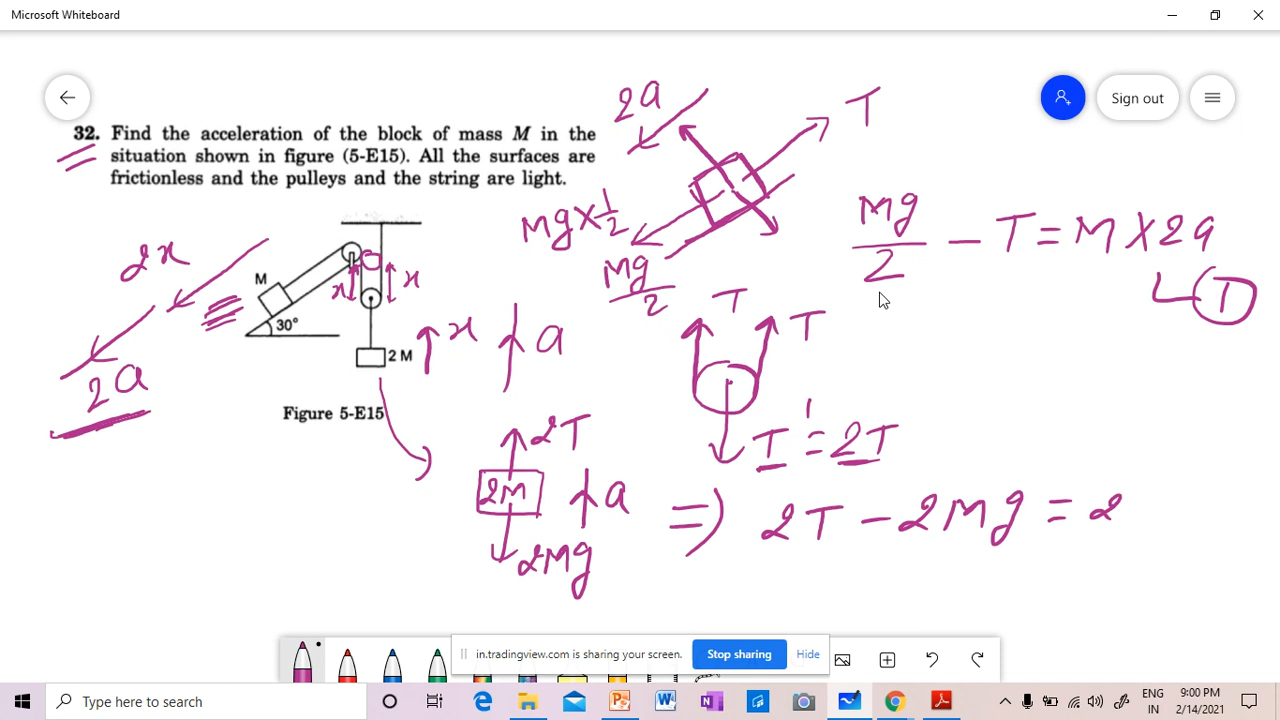 Microsoft Whiteboard
Sign out
32. Find the acceleration of the block of mass M in the
situation shown in figure (5-E15). All the surfaces are
frictionless and the pulleys and the string are light.
M
30°
2 M
Figure 5-E15
2x
2a
x
x
x
a
2a
T
Mg×1/2
Mg/2
Mg/2 - T = M×2a
1
T
T
T' = 2T
2T
2M
a
2Mg
=> 2T - 2Mg = 2
in.tradingview.com is sharing your screen.
Stop sharing
Hide
Type here to search
ENG
IN
9:00 PM
2/14/2021